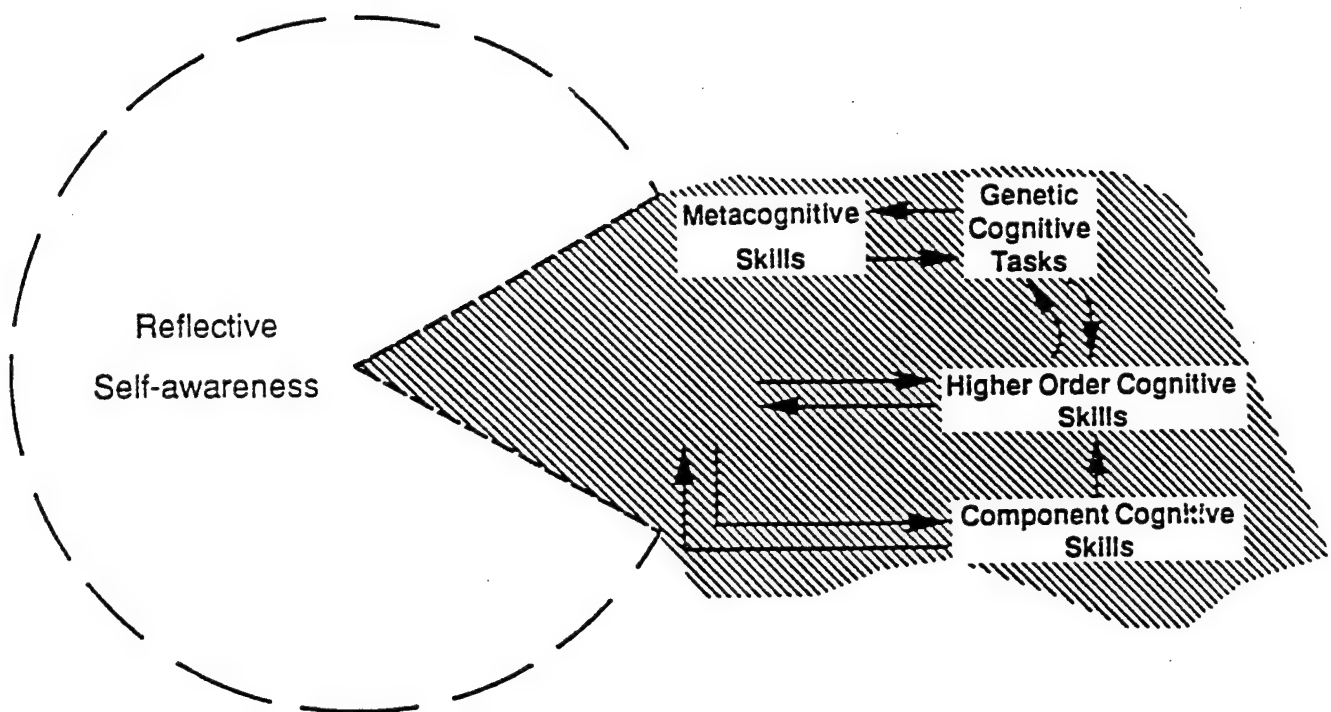 Reflective
Self-awareness
Metacognitive
Skills
Genetic
Cognitive
Tasks
Higher Order Cognitive
Skills
Component Cognitive
Skills